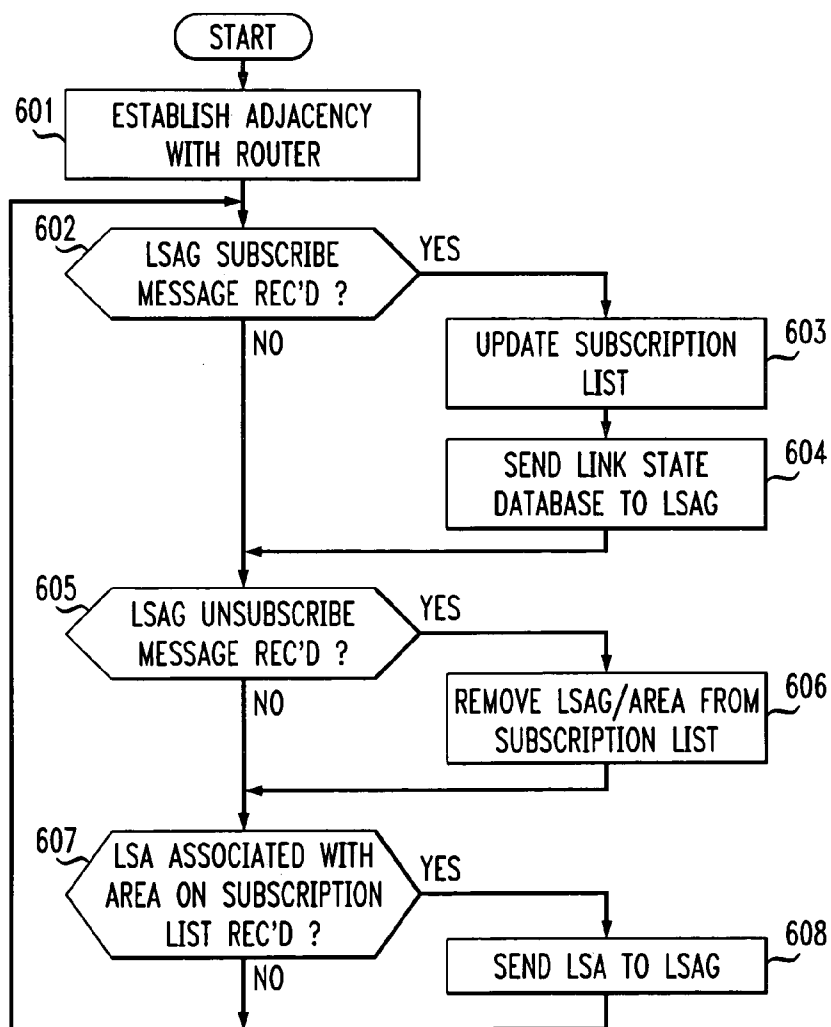 START
601
ESTABLISH ADJACENCY
WITH ROUTER
602
LSAG SUBSCRIBE
MESSAGE REC'D ?
YES
NO
603
UPDATE SUBSCRIPTION
LIST
604
SEND LINK STATE
DATABASE TO LSAG
605
LSAG UNSUBSCRIBE
MESSAGE REC'D ?
YES
NO
606
REMOVE LSAG/AREA FROM
SUBSCRIPTION LIST
607
LSA ASSOCIATED WITH
AREA ON SUBSCRIPTION
LIST REC'D ?
YES
NO
608
SEND LSA TO LSAG